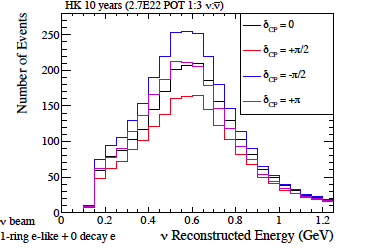 HK 10 years (2.7E22 POT 1:3 ν:ν̅)
Number of Events
250
200
150
100
50
0
δCP = 0
δCP = +π/2
δCP = -π/2
δCP = +π
0 0.2 0.4 0.6 0.8 1 1.2
ν beam
1-ring e-like + 0 decay e
ν Reconstructed Energy (GeV)